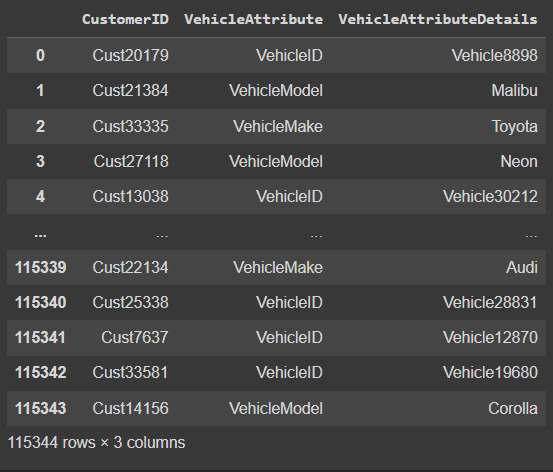 CustomerID VehicleAttribute VehicleAttributeDetails
0 Cust20179 VehicleID Vehicle8898
1 Cust21384 VehicleModel Malibu
2 Cust33335 VehicleMake Toyota
3 Cust27118 VehicleModel Neon
4 Cust13038 VehicleID Vehicle30212
... ... ... ...
115339 Cust22134 VehicleMake Audi
115340 Cust25338 VehicleID Vehicle28831
115341 Cust7637 VehicleID Vehicle12870
115342 Cust33581 VehicleID Vehicle19680
115343 Cust14156 VehicleModel Corolla
115344 rows × 3 columns